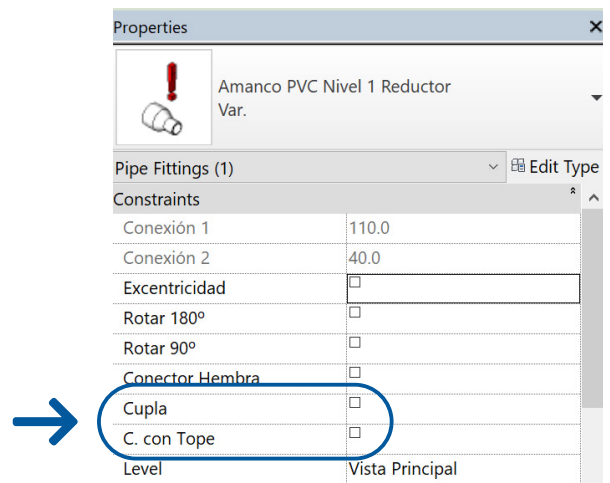 Properties
Amanco PVC Nivel 1 Reductor
Var.
Pipe Fittings (1)
Edit Type
Constraints
Conexión 1 110.0
Conexión 2 40.0
Excentricidad
Rotar 180º
Rotar 90º
Conector Hembra
Cupla
C. con Tope
Level Vista Principal